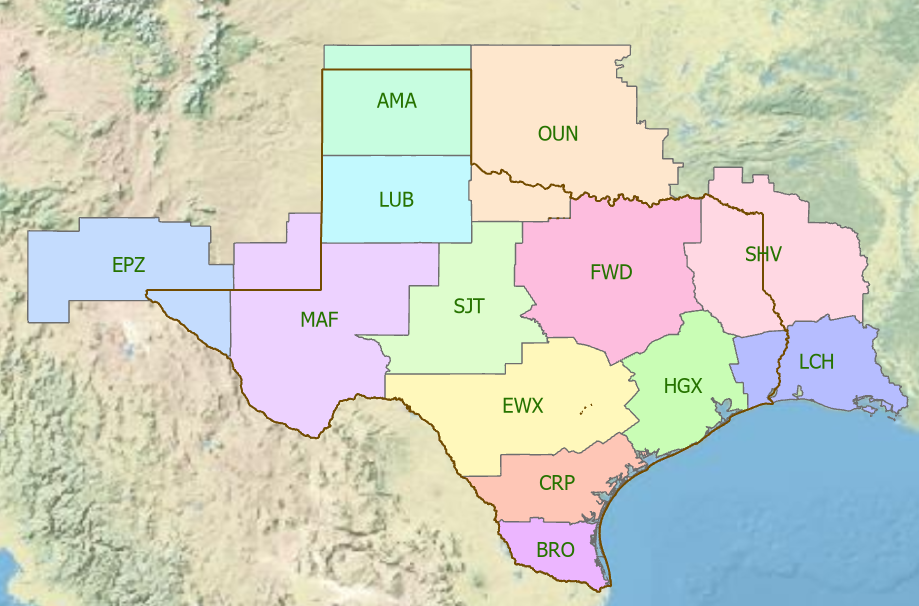 AMA
OUN
LUB
EPZ
SHV
FWD
SJT
MAF
LCH
HGX
EWX
CRP
BRO